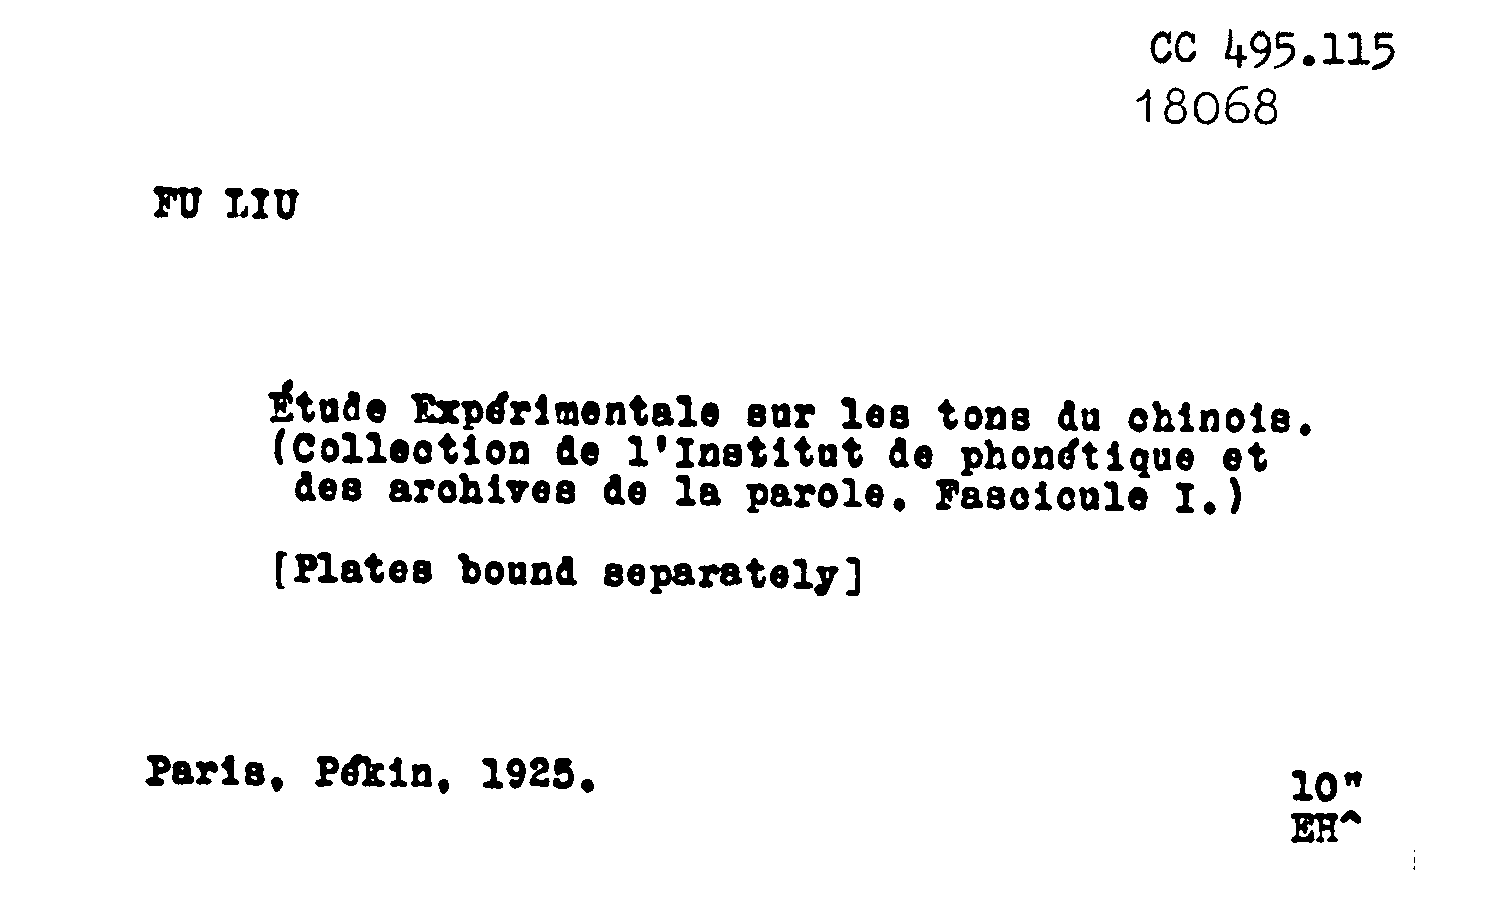 CC 495.115
18068
FU LIU
Étude Expérimentale sur les tons du chinois.
(Collection de l'Institut de phonétique et
des archives de la parole. Fascicule I.)
[Plates bound separately]
Paris, Pékin, 1925.
10"
EH^